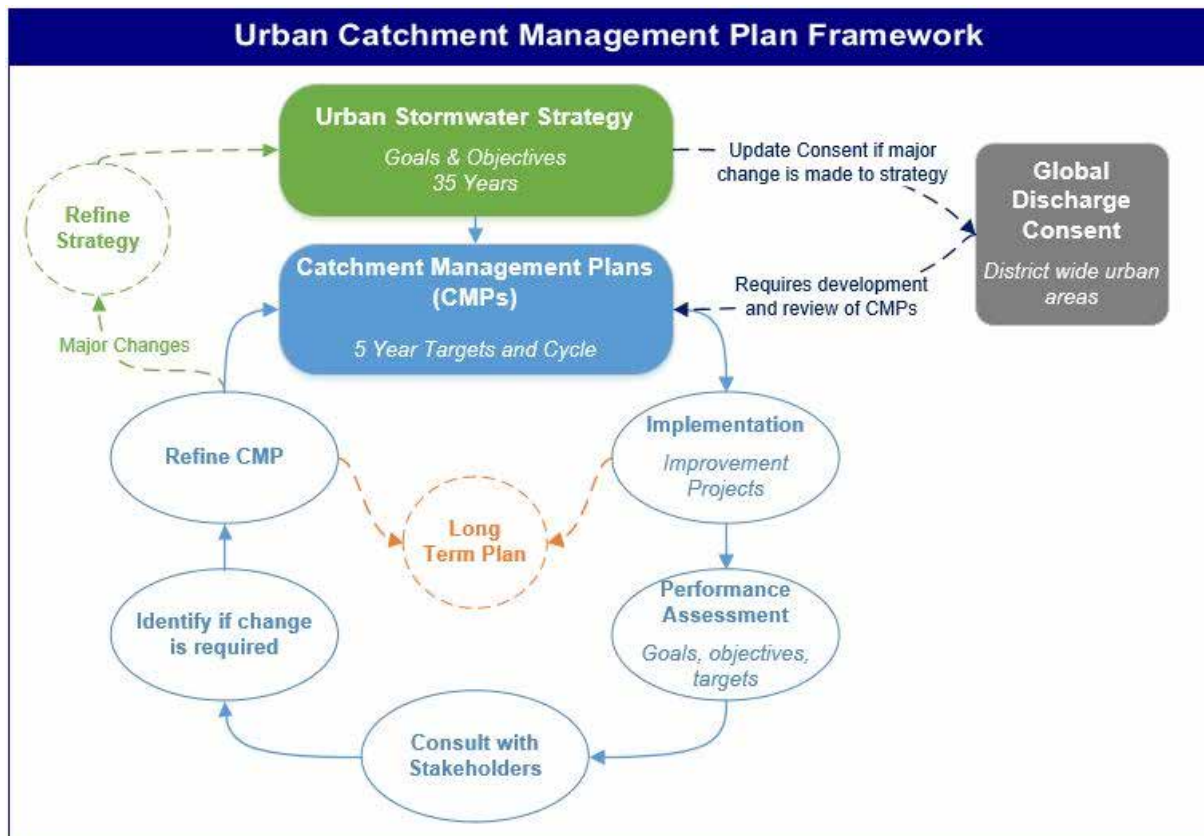 Urban Catchment Management Plan Framework
Urban Stormwater Strategy
Goals & Objectives
35 Years
Update Consent if major
change is made to strategy
Global
Discharge
Consent
District wide urban
areas
Refine
Strategy
Catchment Management Plans
(CMPs)
5 Year Targets and Cycle
Requires development
and review of CMPs
Major Changes
Refine CMP
Implementation
Improvement
Projects
Long
Term Plan
Identify if change
is required
Performance
Assessment
Goals, objectives,
targets
Consult with
Stakeholders